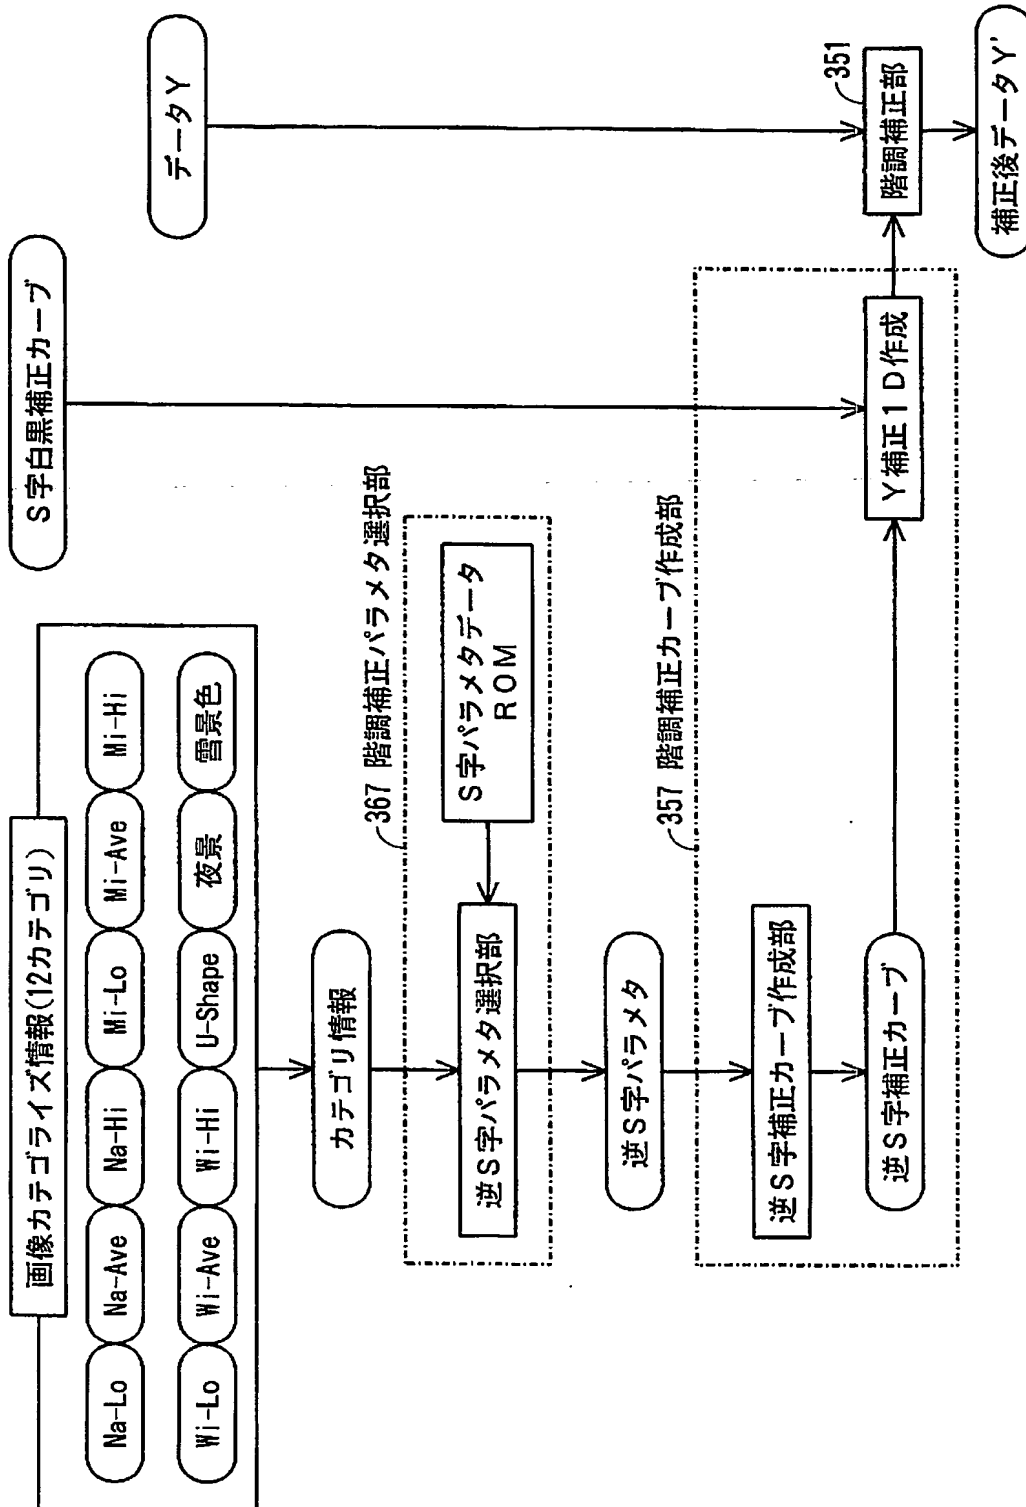 画像カテゴライズ情報(12カテゴリ)
Na-Lo
Na-Ave
Na-Hi
Mi-Lo
Mi-Ave
Mi-Hi
Wi-Lo
Wi-Ave
Wi-Hi
U-Shape
夜景
雪景色
S字白黒補正カーブ
データY
カテゴリ情報
367 階調補正パラメタ選択部
逆S字パラメタ選択部
S字パラメタデータ
ROM
逆S字パラメタ
357 階調補正カーブ作成部
逆S字補正カーブ作成部
逆S字補正カーブ
Y補正1D作成
351
階調補正部
補正後データY'